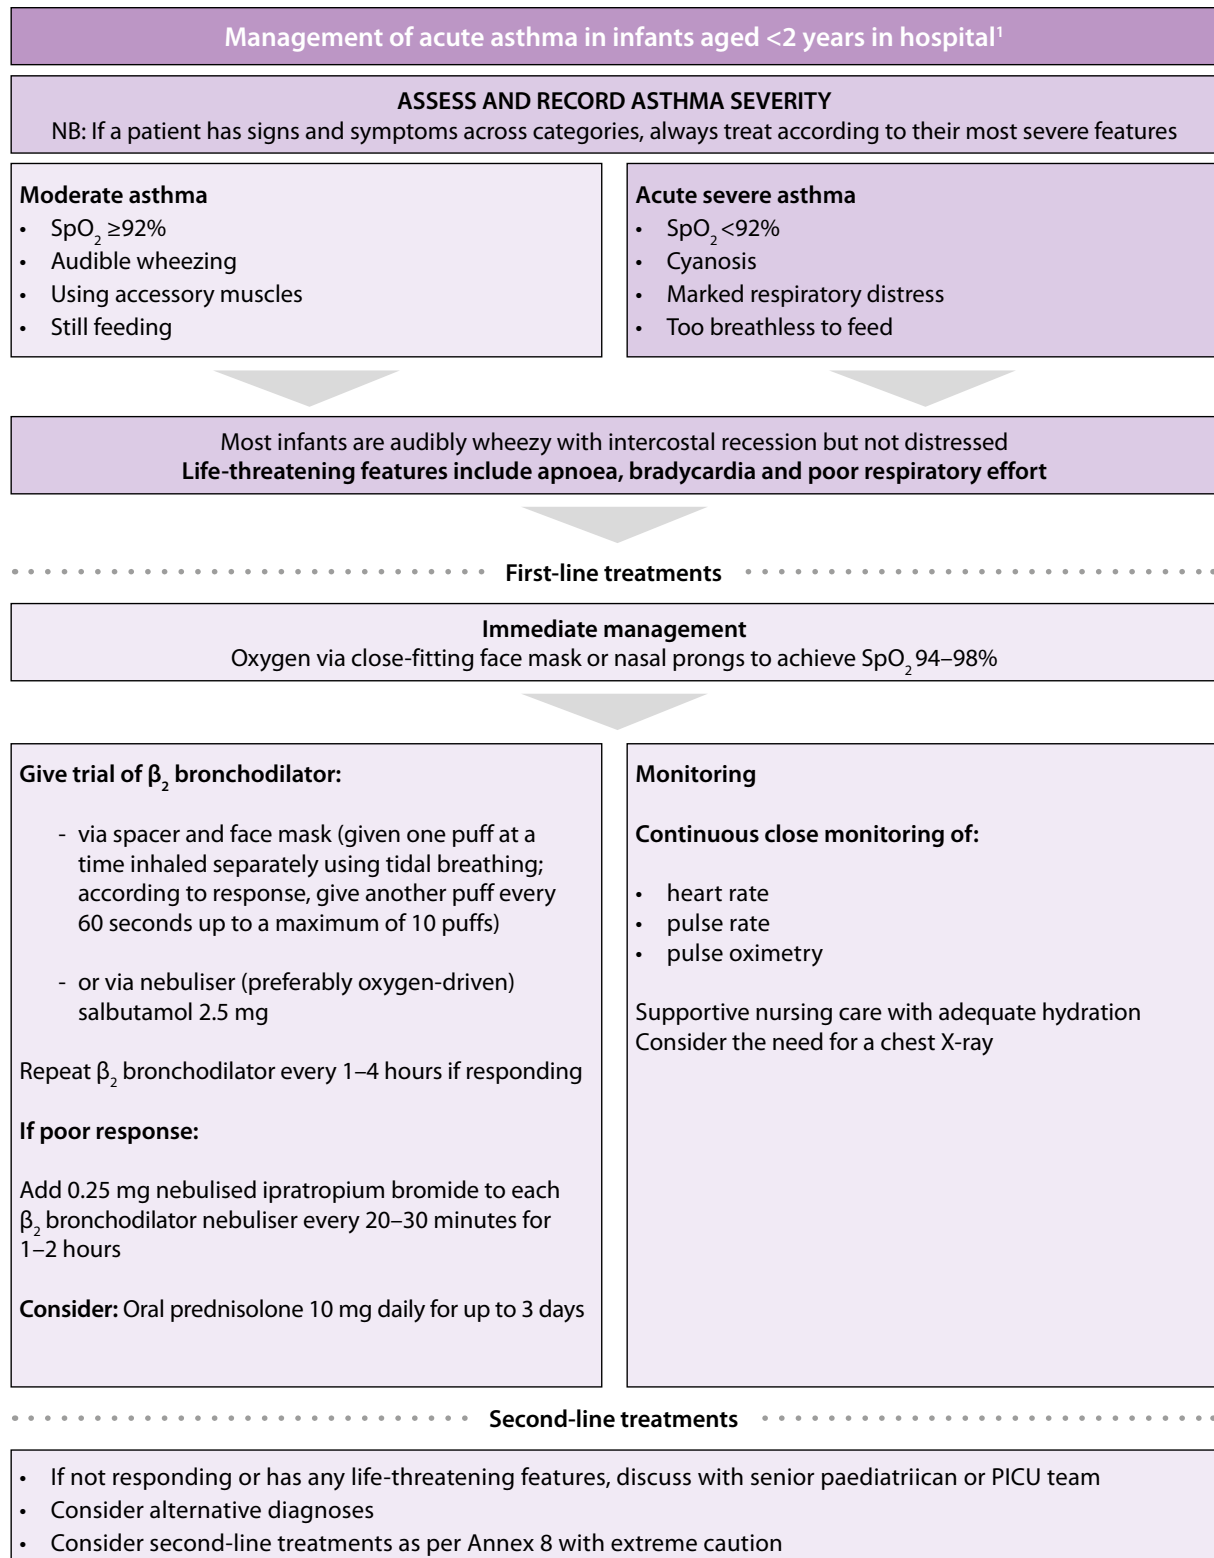 Management of acute asthma in infants aged <2 years in hospital¹
ASSESS AND RECORD ASTHMA SEVERITY
NB: If a patient has signs and symptoms across categories, always treat according to their most severe features
Moderate asthma
• SpO₂ ≥92%
• Audible wheezing
• Using accessory muscles
• Still feeding
Acute severe asthma
• SpO₂ <92%
• Cyanosis
• Marked respiratory distress
• Too breathless to feed
Most infants are audibly wheezy with intercostal recession but not distressed
Life-threatening features include apnoea, bradycardia and poor respiratory effort
First-line treatments
Immediate management
Oxygen via close-fitting face mask or nasal prongs to achieve SpO₂ 94–98%
Give trial of β₂ bronchodilator:
- via spacer and face mask (given one puff at a
time inhaled separately using tidal breathing;
according to response, give another puff every
60 seconds up to a maximum of 10 puffs)
- or via nebuliser (preferably oxygen-driven)
salbutamol 2.5 mg
Repeat β₂ bronchodilator every 1–4 hours if responding
If poor response:
Add 0.25 mg nebulised ipratropium bromide to each
β₂ bronchodilator nebuliser every 20–30 minutes for
1–2 hours
Consider: Oral prednisolone 10 mg daily for up to 3 days
Monitoring
Continuous close monitoring of:
• heart rate
• pulse rate
• pulse oximetry
Supportive nursing care with adequate hydration
Consider the need for a chest X-ray
Second-line treatments
• If not responding or has any life-threatening features, discuss with senior paediatriican or PICU team
• Consider alternative diagnoses
• Consider second-line treatments as per Annex 8 with extreme caution